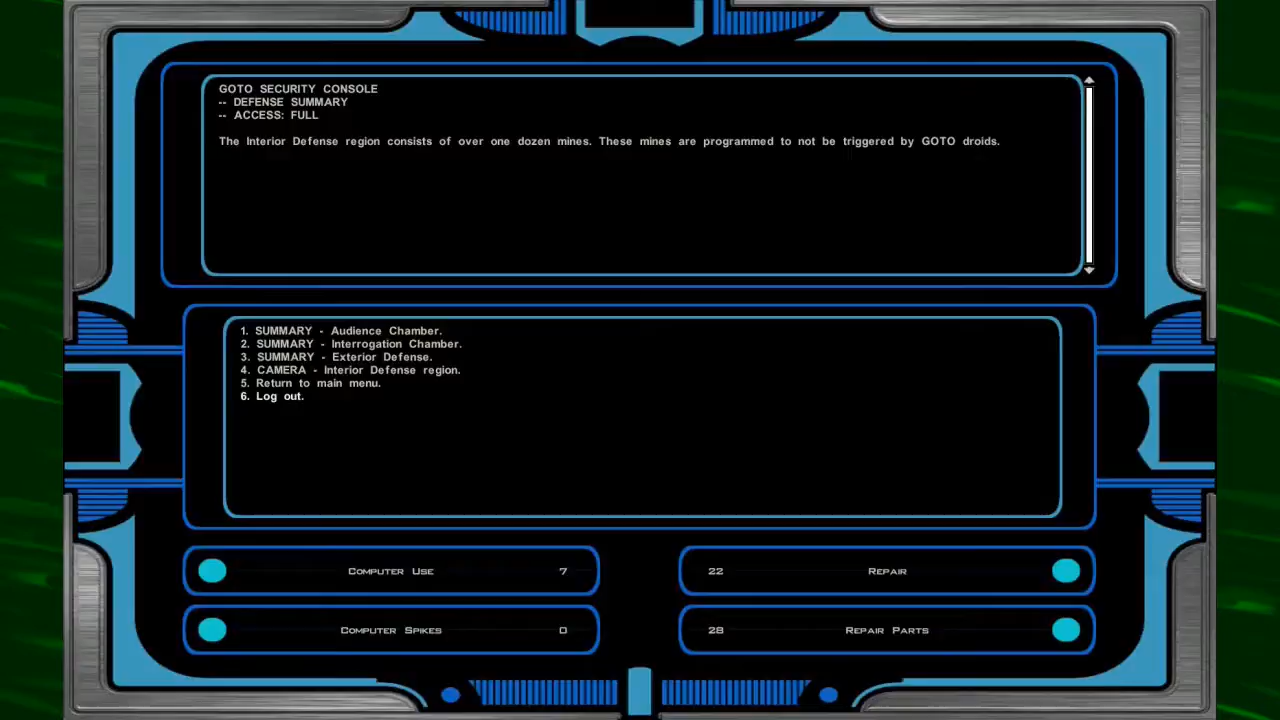 GOTO SECURITY CONSOLE
-- DEFENSE SUMMARY
-- ACCESS: FULL
The Interior Defense region consists of over one dozen mines. These mines are programmed to not be triggered by GOTO droids.
1. SUMMARY - Audience Chamber.
2. SUMMARY - Interrogation Chamber.
3. SUMMARY - Exterior Defense.
4. CAMERA - Interior Defense region.
5. Return to main menu.
6. Log out.
Computer Use 7
22 Repair
Computer Spikes 0
28 Repair Parts